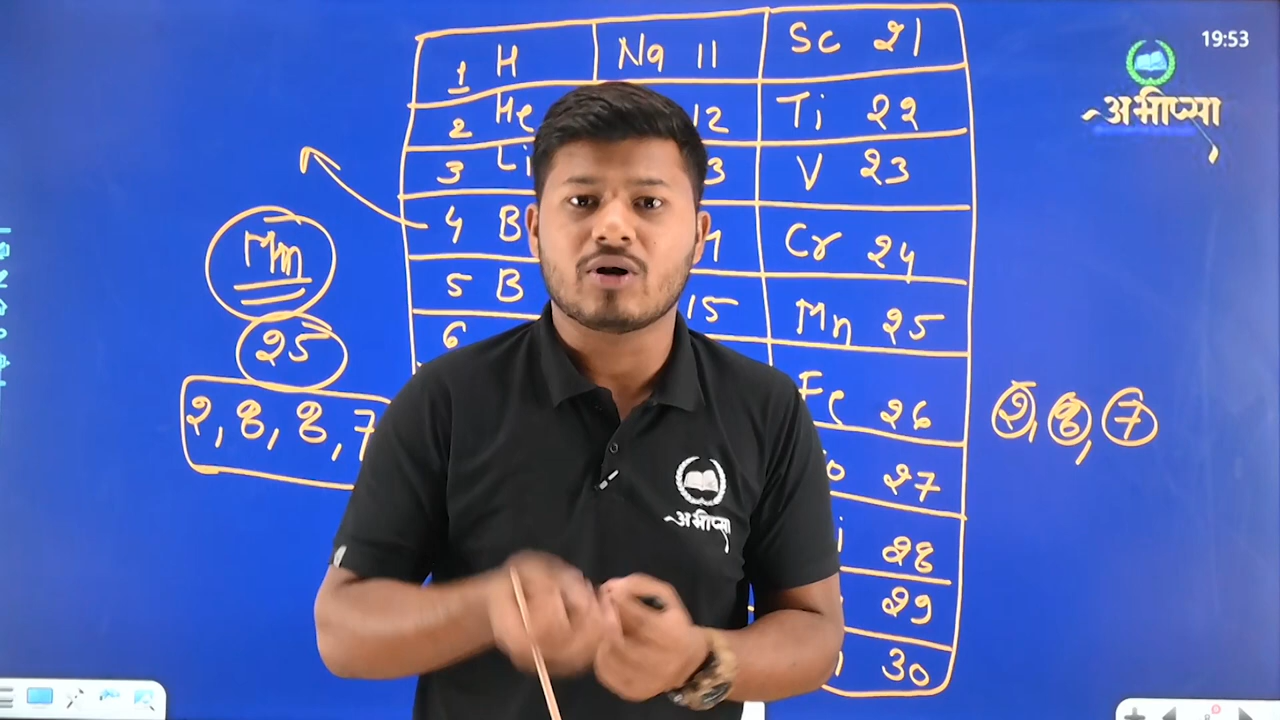 19:53
अभीप्सा
1 H Na 11 Sc 21
2 He 12 Ti 22
3 Li 3 V 23
4 B Cr 24
5 B 15 Mn 25
6 Fe 26
27
i 28
29
30
Mn
25
2, 8, 8, 7
2, 8, 7
अभीप्सा